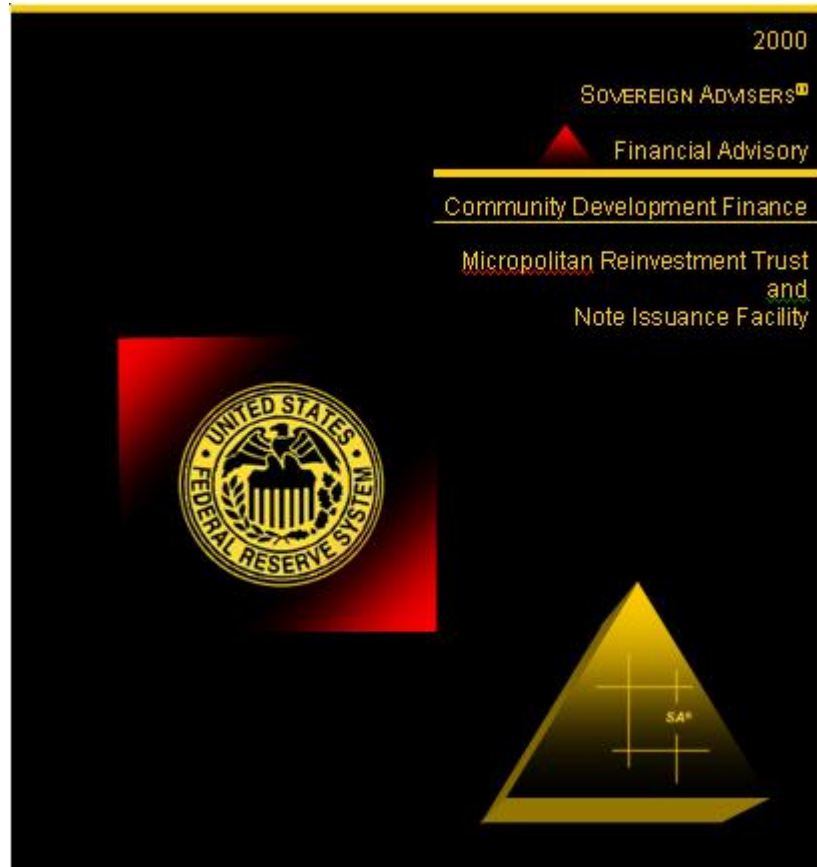 2000
SOVEREIGN ADVISERS®
Financial Advisory
Community Development Finance
Micropolitan Reinvestment Trust
and
Note Issuance Facility
UNITED STATES
FEDERAL RESERVE SYSTEM
SA®